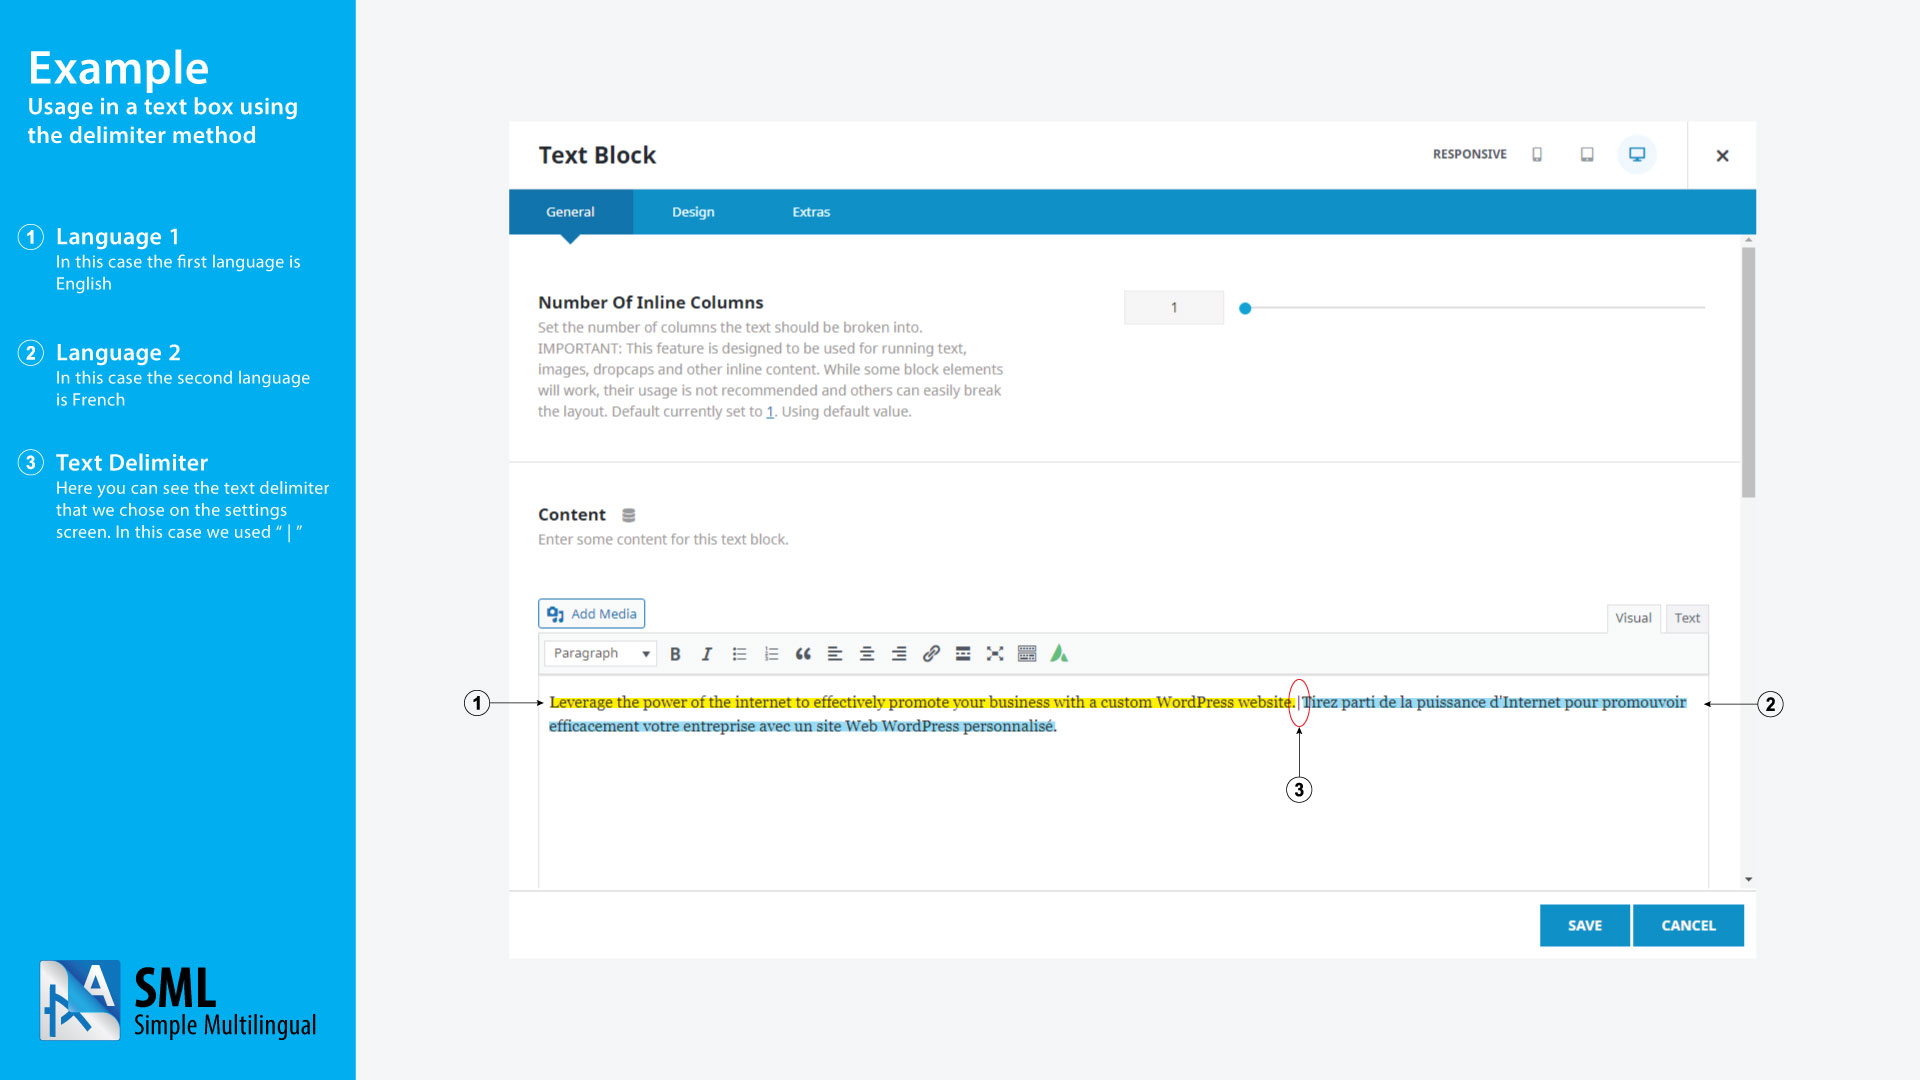 Example
Usage in a text box using
the delimiter method
1 Language 1
In this case the first language is
English
2 Language 2
In this case the second language
is French
3 Text Delimiter
Here you can see the text delimiter
that we chose on the settings
screen. In this case we used “ | ”
A
SML
Simple Multilingual
Text Block
RESPONSIVE
General Design Extras
Number Of Inline Columns
Set the number of columns the text should be broken into.
IMPORTANT: This feature is designed to be used for running text,
images, dropcaps and other inline content. While some block elements
will work, their usage is not recommended and others can easily break
the layout. Default currently set to 1. Using default value.
1
Content
Enter some content for this text block.
Add Media
Visual Text
Paragraph B I
1 Leverage the power of the internet to effectively promote your business with a custom WordPress website. | Tirez parti de la puissance d'Internet pour promouvoir 2
efficacement votre entreprise avec un site Web WordPress personnalisé.
3
SAVE CANCEL